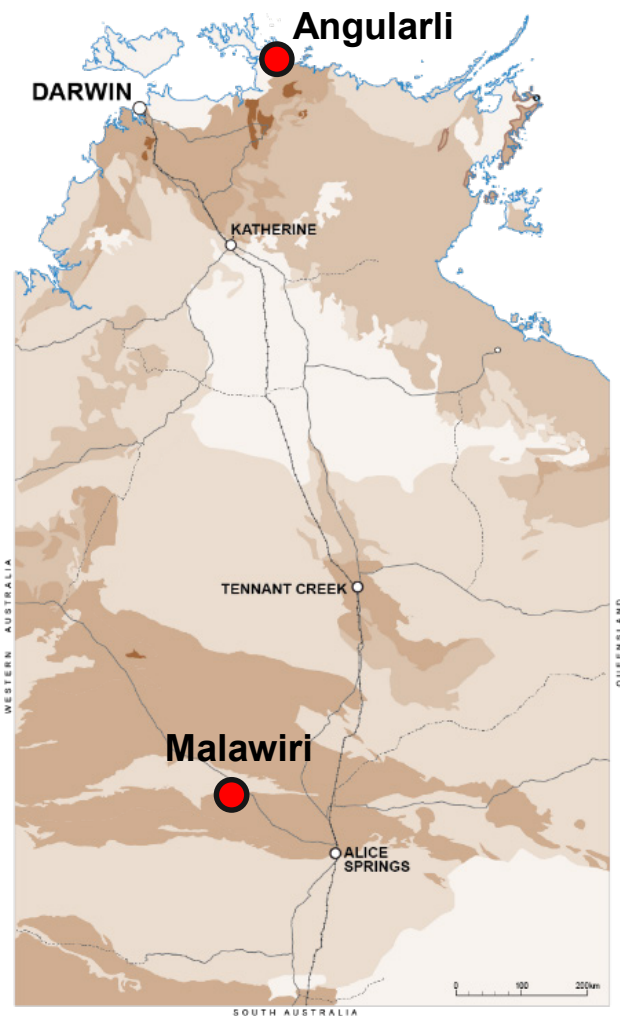 Angularli
DARWIN
KATHERINE
TENNANT CREEK
WESTERN AUSTRALIA
QUEENSLAND
Malawiri
ALICE
SPRINGS
0 100 200km
SOUTH AUSTRALIA